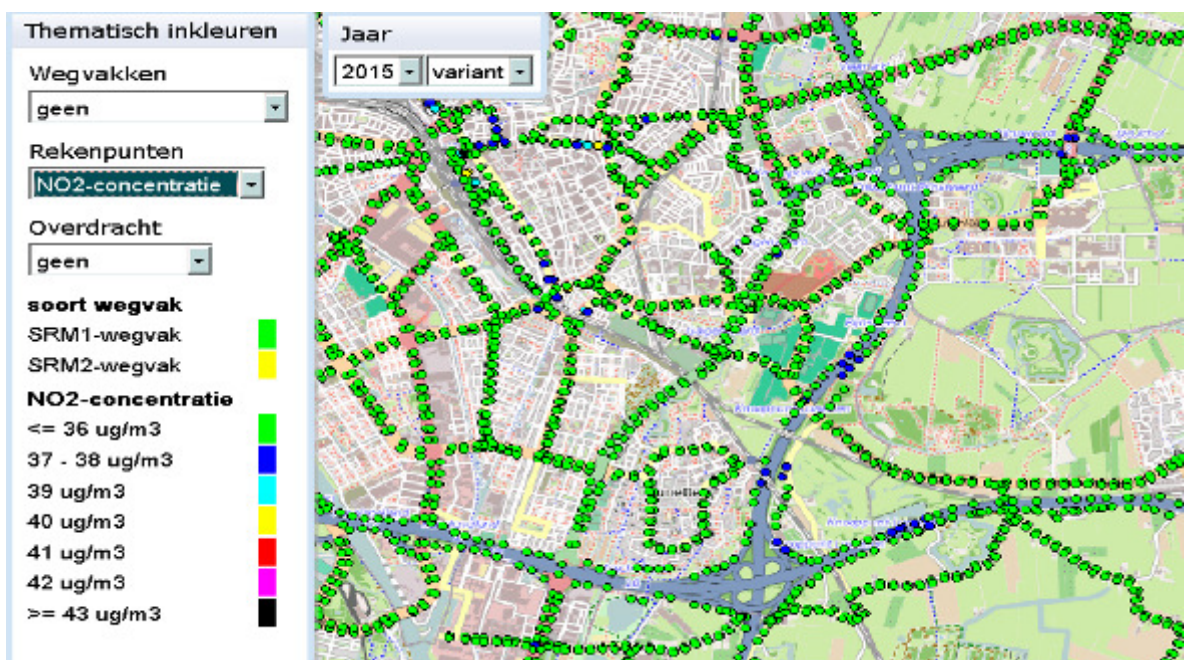 Thematisch inkleuren
Wegvakken
geen
Rekenpunten
NO2-concentratie
Overdracht
geen
soort wegvak
SRM1-wegvak
SRM2-wegvak
NO2-concentratie
<= 36 ug/m3
37 - 38 ug/m3
39 ug/m3
40 ug/m3
41 ug/m3
42 ug/m3
>= 43 ug/m3
Jaar
2015 variant